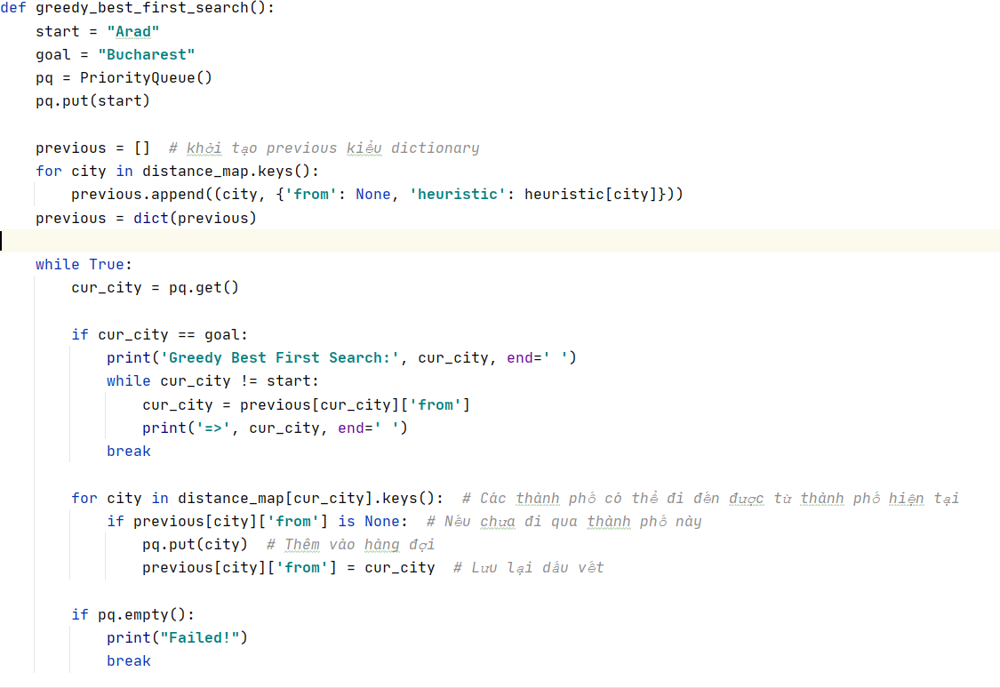 def greedy_best_first_search():
    start = "Arad"
    goal = "Bucharest"
    pq = PriorityQueue()
    pq.put(start)

    previous = []  # khởi tạo previous kiểu dictionary
    for city in distance_map.keys():
        previous.append((city, {'from': None, 'heuristic': heuristic[city]}))
    previous = dict(previous)

    while True:
        cur_city = pq.get()

        if cur_city == goal:
            print('Greedy Best First Search:', cur_city, end=' ')
            while cur_city != start:
                cur_city = previous[cur_city]['from']
                print('=>', cur_city, end=' ')
            break

        for city in distance_map[cur_city].keys():  # Các thành phố có thể đi đến được từ thành phố hiện tại
            if previous[city]['from'] is None:  # Nếu chưa đi qua thành phố này
                pq.put(city)  # Thêm vào hàng đợi
                previous[city]['from'] = cur_city  # Lưu lại dấu vết

        if pq.empty():
            print("Failed!")
            break